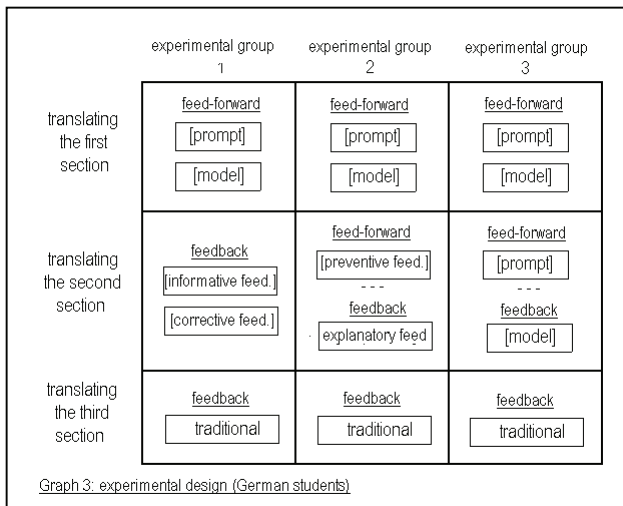 experimental group 1
experimental group 2
experimental group 3
translating the first section
feed-forward
[prompt]
[model]
feed-forward
[prompt]
[model]
feed-forward
[prompt]
[model]
translating the second section
feedback
[informative feed.]
[corrective feed.]
feed-forward
[preventive feed.]
- - -
feedback
explanatory feed
feed-forward
[prompt]
- - -
feedback
[model]
translating the third section
feedback
traditional
feedback
traditional
feedback
traditional
Graph 3: experimental design (German students)